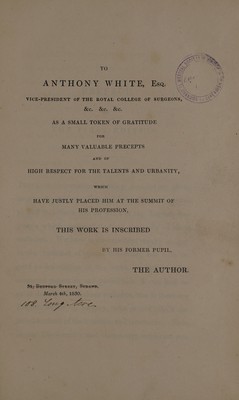 TO
ANTHONY WHITE, ESQ.
VICE-PRESIDENT OF THE ROYAL COLLEGE OF SURGEONS,
&c. &c. &c.
AS A SMALL TOKEN OF GRATITUDE
FOR
MANY VALUABLE PRECEPTS
AND OF
HIGH RESPECT FOR THE TALENTS AND URBANITY,
WHICH
HAVE JUSTLY PLACED HIM AT THE SUMMIT OF
HIS PROFESSION,
THIS WORK IS INSCRIBED
BY HIS FORMER PUPIL,
THE AUTHOR.
Street, Strand,
March 4th, 1830.